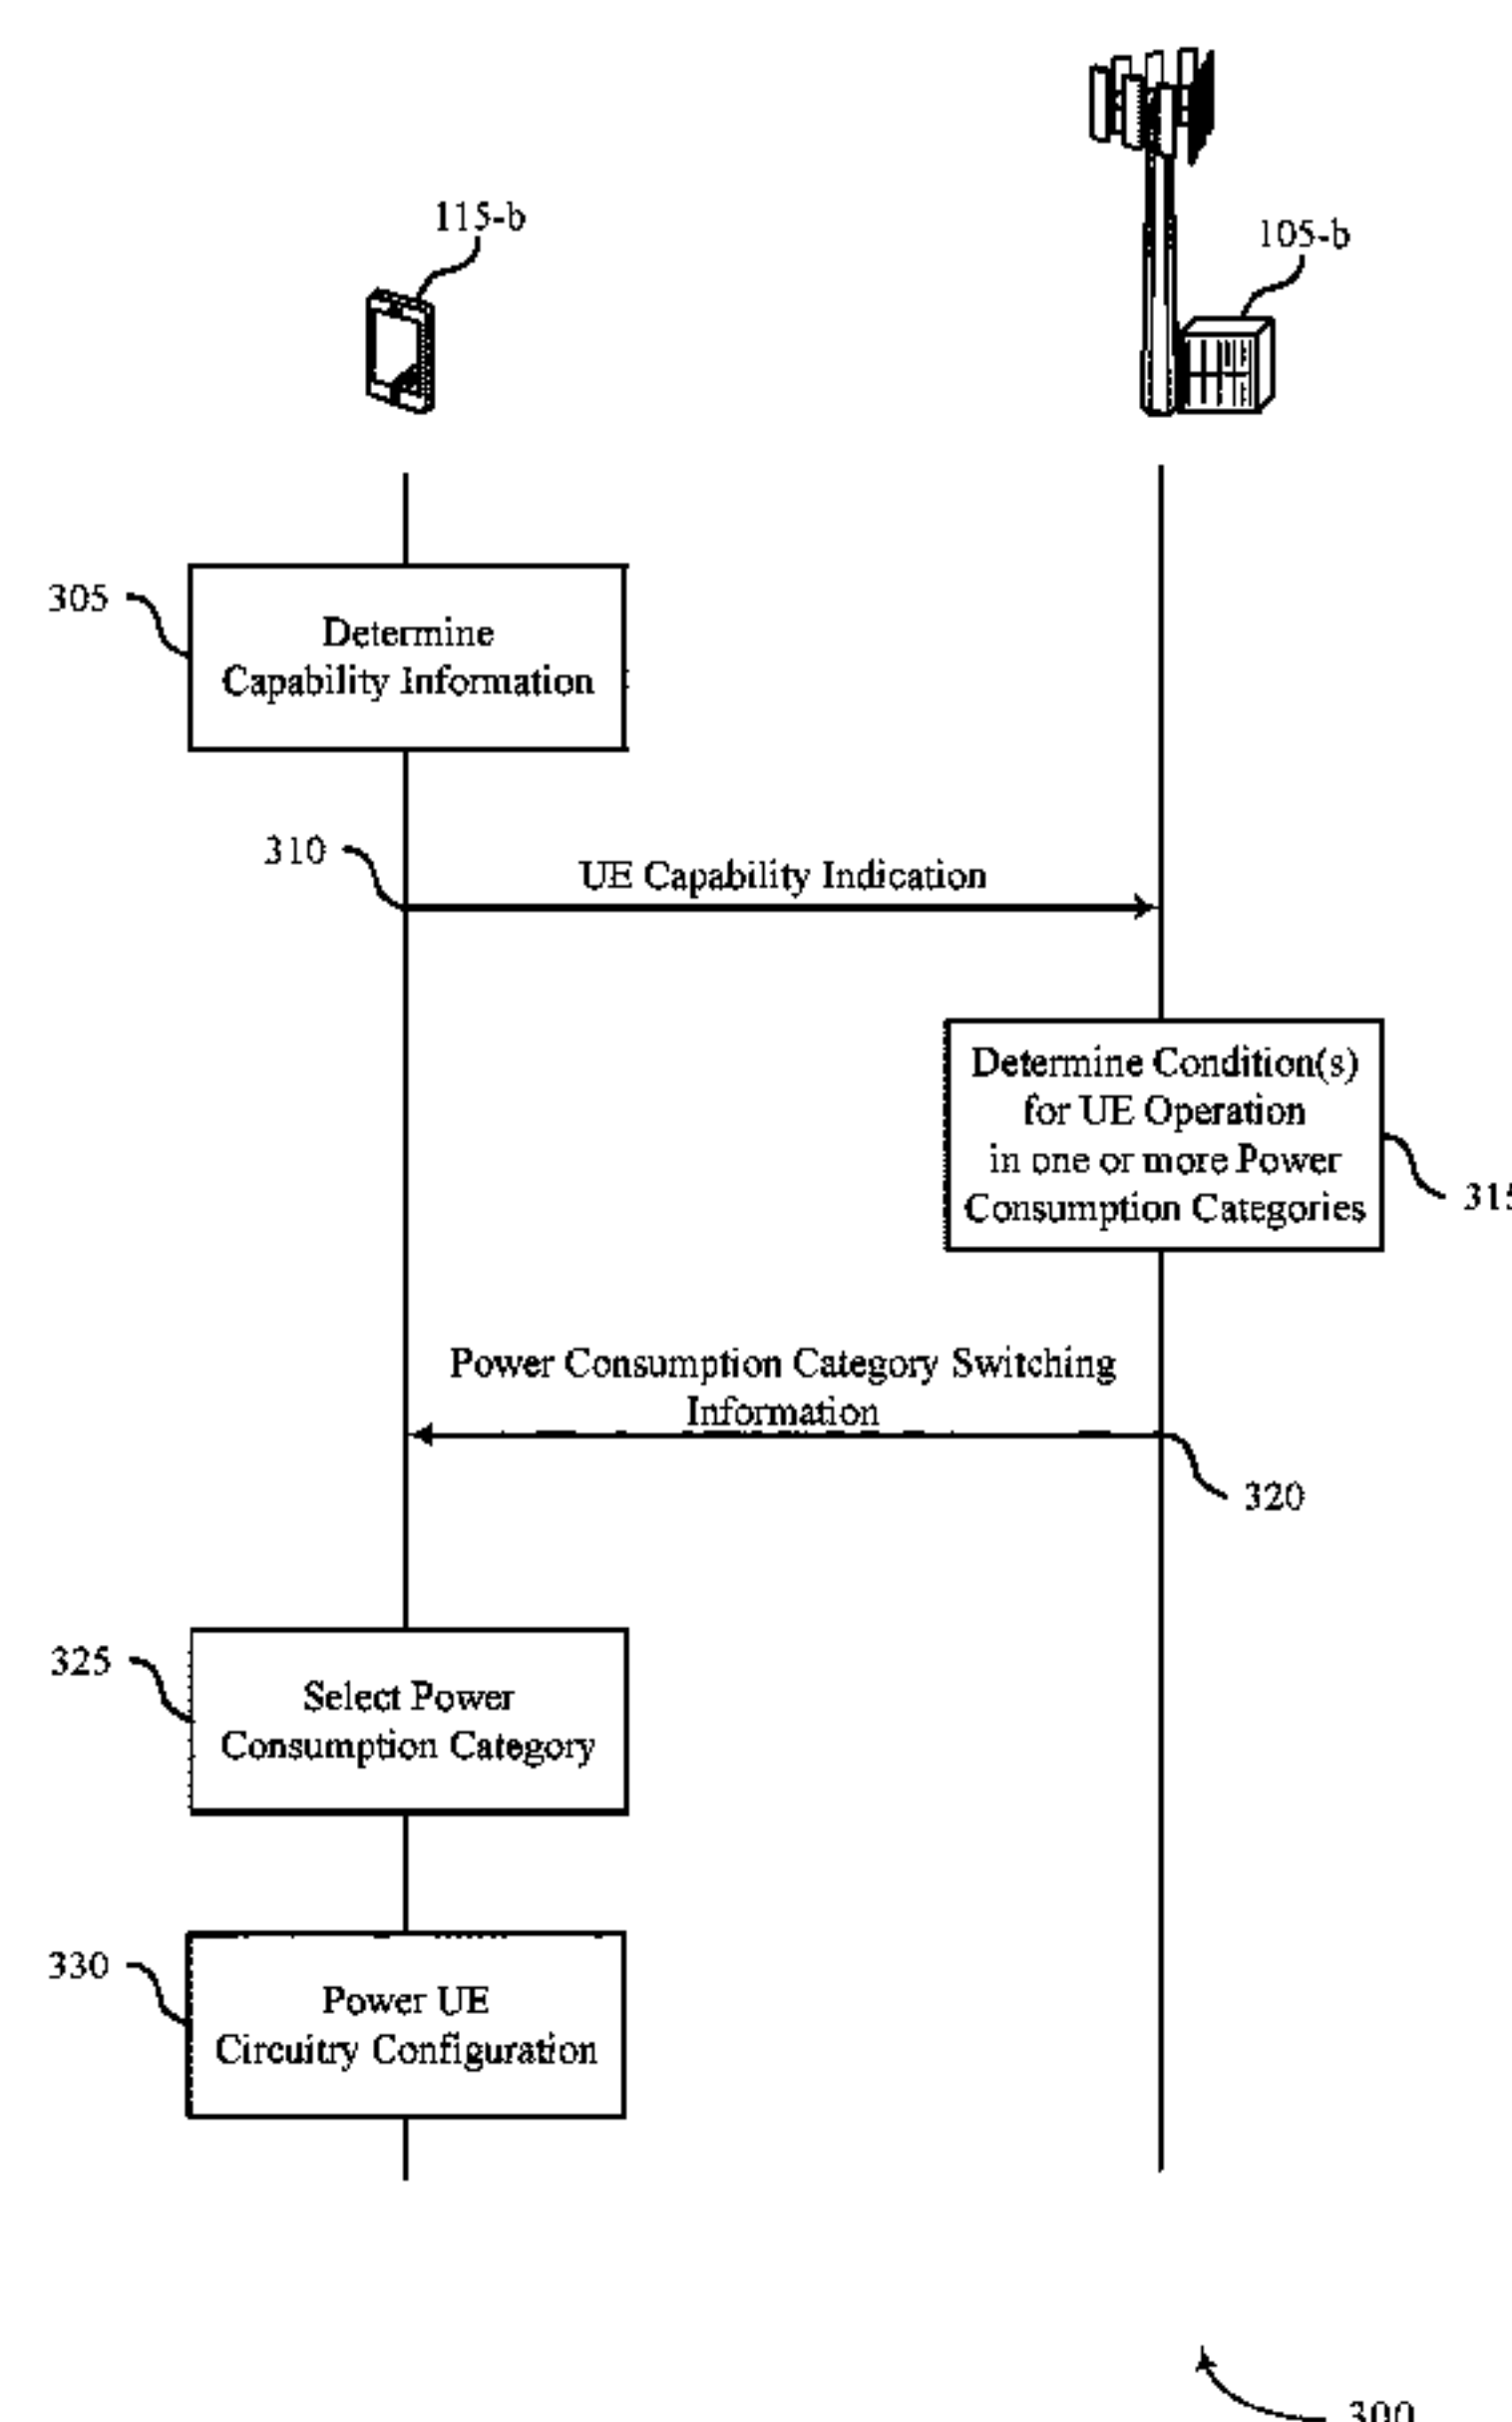 115-b
105-b
305
Determine
Capability Information
310
UE Capability Indication
Determine Condition(s)
for UE Operation
in one or more Power
Consumption Categories
315
Power Consumption Category Switching
Information
320
325
Select Power
Consumption Category
330
Power UE
Circuitry Configuration
300